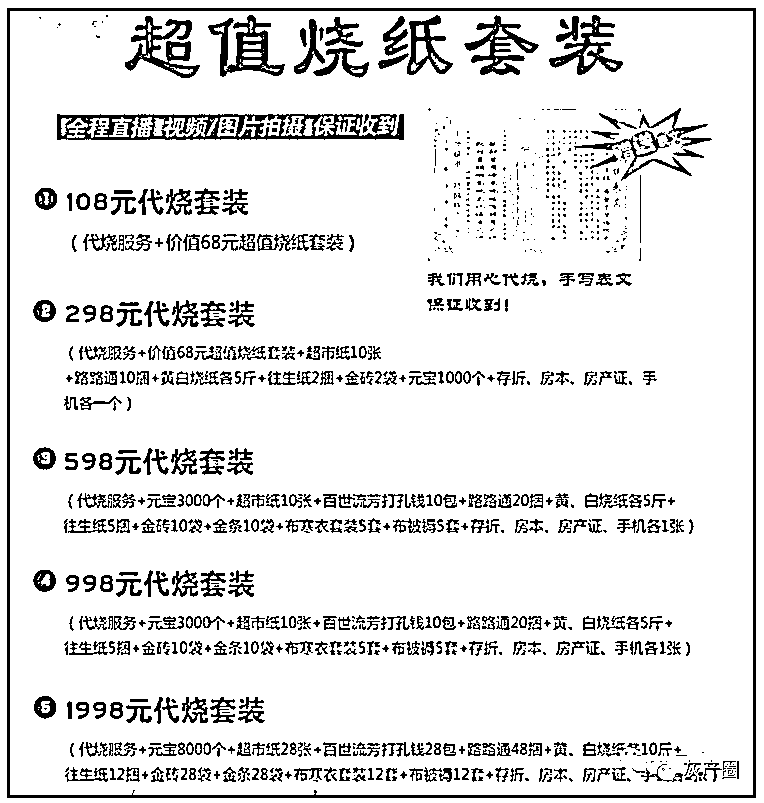 超值烧纸套装
全程直播 视频/图片拍摄 保证收到
我们用心代烧，手写表文
保证收到！
1 108元代烧套装
（代烧服务+价值68元超值烧纸套装）
2 298元代烧套装
（代烧服务+价值68元超值烧纸套装+超市纸10张
+路路通10捆+黄白烧纸各5斤+往生纸2捆+金砖2袋+元宝1000个+存折、房本、房产证、手
机各一个）
3 598元代烧套装
（代烧服务+元宝3000个+超市纸10张+百世流芳打孔钱10包+路路通20捆+黄、白烧纸各5斤+
往生纸5捆+金砖10袋+金条10袋+布寒衣套装5套+布被褥5套+存折、房本、房产证、手机各1张）
4 998元代烧套装
（代烧服务+元宝3000个+超市纸10张+百世流芳打孔钱10包+路路通20捆+黄、白烧纸各5斤+
往生纸5捆+金砖10袋+金条10袋+布寒衣套装5套+布被褥5套+存折、房本、房产证、手机各1张）
5 1998元代烧套装
（代烧服务+元宝8000个+超市纸28张+百世流芳打孔钱28包+路路通48捆+黄、白烧纸各10斤+
往生纸12捆+金砖28袋+金条28袋+布寒衣套装12套+布被褥12套+存折、房本、房产证、手
灰产圈